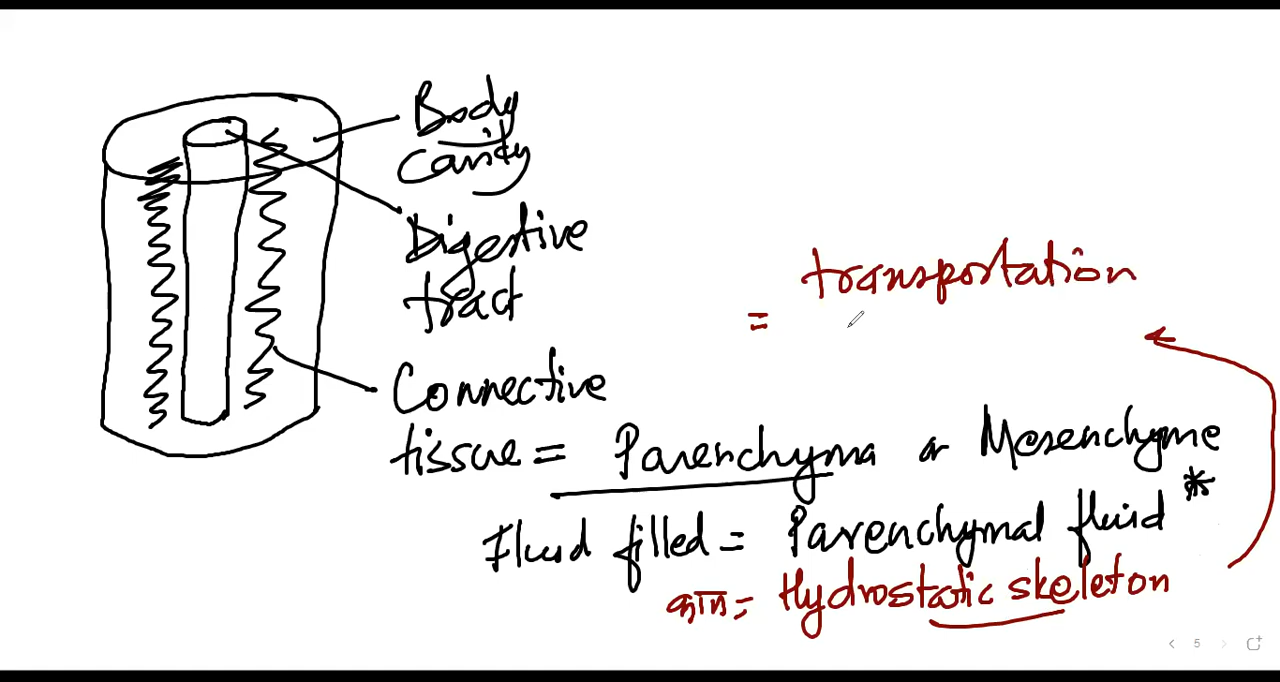 Body
cavity
Digestive
tract
transportation
=
Connective
tissue = Parenchyma or Mesenchyme
Fluid filled = Parenchymal fluid *
কাজ = Hydrostatic skeleton
5